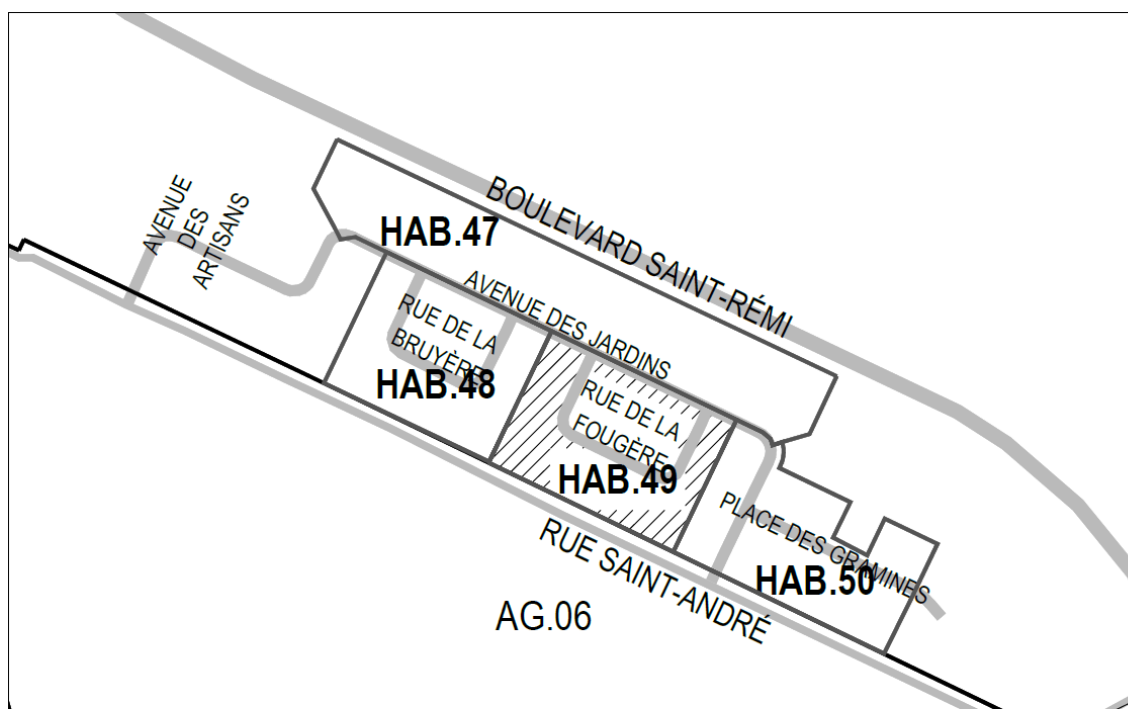 BOULEVARD SAINT-RÉMI
AVENUE
DES
ARTISANS
HAB.47
AVENUE DES JARDINS
RUE DE LA
BRUYÈRE
HAB.48
RUE DE LA
FOUGÈRE
HAB.49
PLACE DES GRAMINES
HAB.50
RUE SAINT-ANDRÉ
AG.06